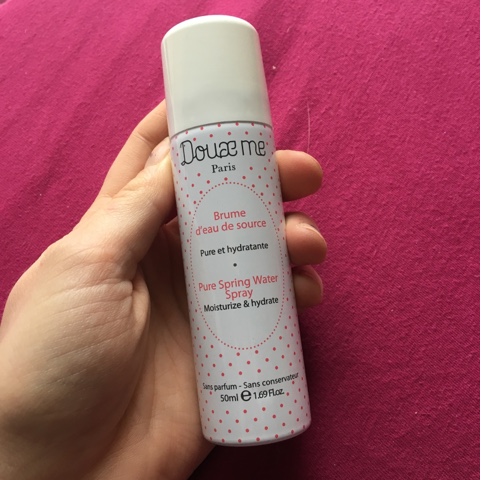 Doux me
Paris
Brume
d'eau de source
Pure et hydratante
•
Pure Spring Water
Spray
Moisturize & hydrate
Sans parfum - Sans conservateur
50ml ℮ 1.69 Fl.oz.